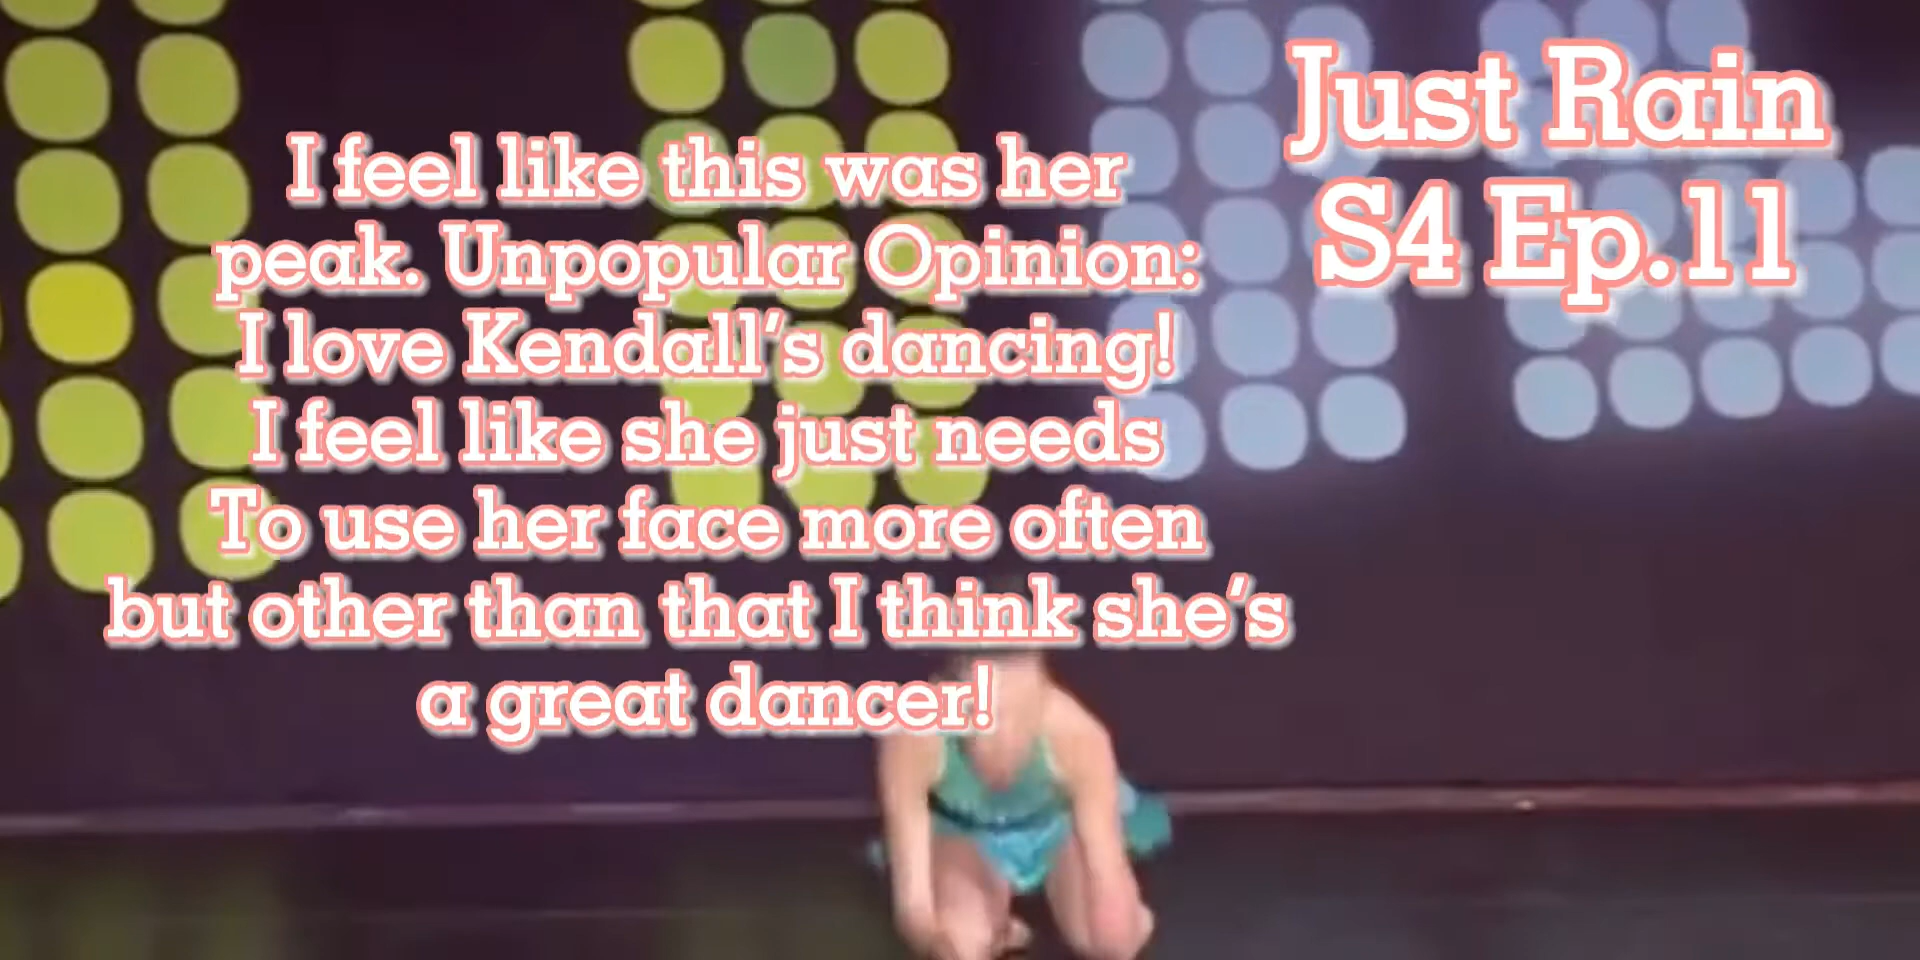 Just Rain
S4 Ep.11
I feel like this was her
peak. Unpopular Opinion:
I love Kendall's dancing!
I feel like she just needs
To use her face more often
but other than that I think she's
a great dancer!